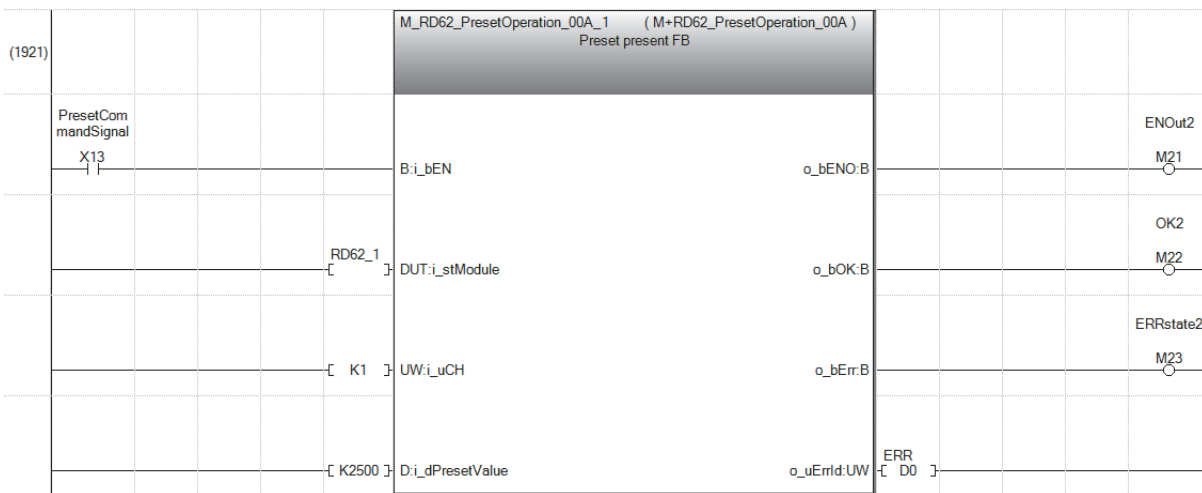 M_RD62_PresetOperation_00A_1 ( M+RD62_PresetOperation_00A )
Preset present FB
(1921)
PresetCom
mandSignal
X13
B:i_bEN
o_bENO:B
ENOut2
M21
RD62_1
DUT:i_stModule
o_bOK:B
OK2
M22
K1
UW:i_uCH
o_bErr:B
ERRstate2
M23
K2500
D:i_dPresetValue
o_uErrId:UW
ERR
D0